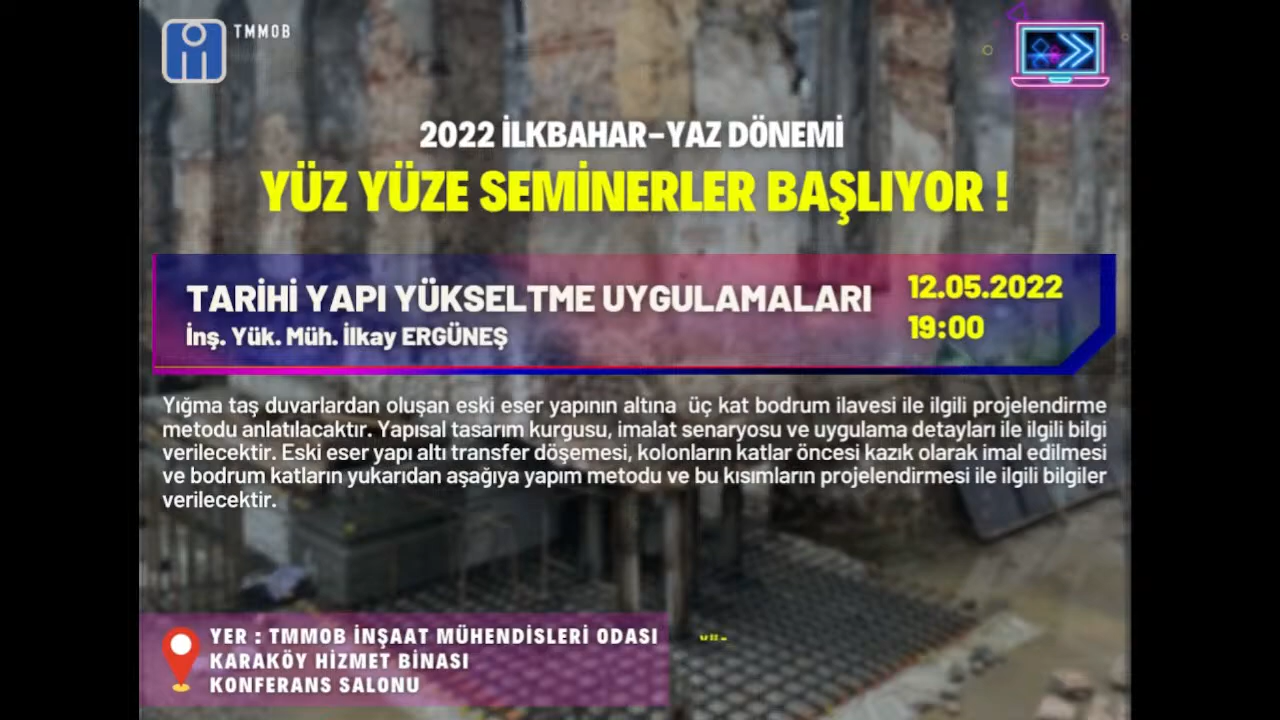 TMMOB
2022 İLKBAHAR-YAZ DÖNEMİ
YÜZ YÜZE SEMİNERLER BAŞLIYOR !
TARİHİ YAPI YÜKSELTME UYGULAMALARI
İnş. Yük. Müh. İlkay ERGÜNEŞ
12.05.2022
19:00
Yığma taş duvarlardan oluşan eski eser yapının altına üç kat bodrum ilavesi ile ilgili projelendirme
metodu anlatılacaktır. Yapısal tasarım kurgusu, imalat senaryosu ve uygulama detayları ile ilgili bilgi
verilecektir. Eski eser yapı altı transfer döşemesi, kolonların katlar öncesi kazık olarak imal edilmesi
ve bodrum katların yukarıdan aşağıya yapım metodu ve bu kısımların projelendirmesi ile ilgili bilgiler
verilecektir.
YER : TMMOB İNŞAAT MÜHENDİSLERİ ODASI
KARAKÖY HİZMET BİNASI
KONFERANS SALONU